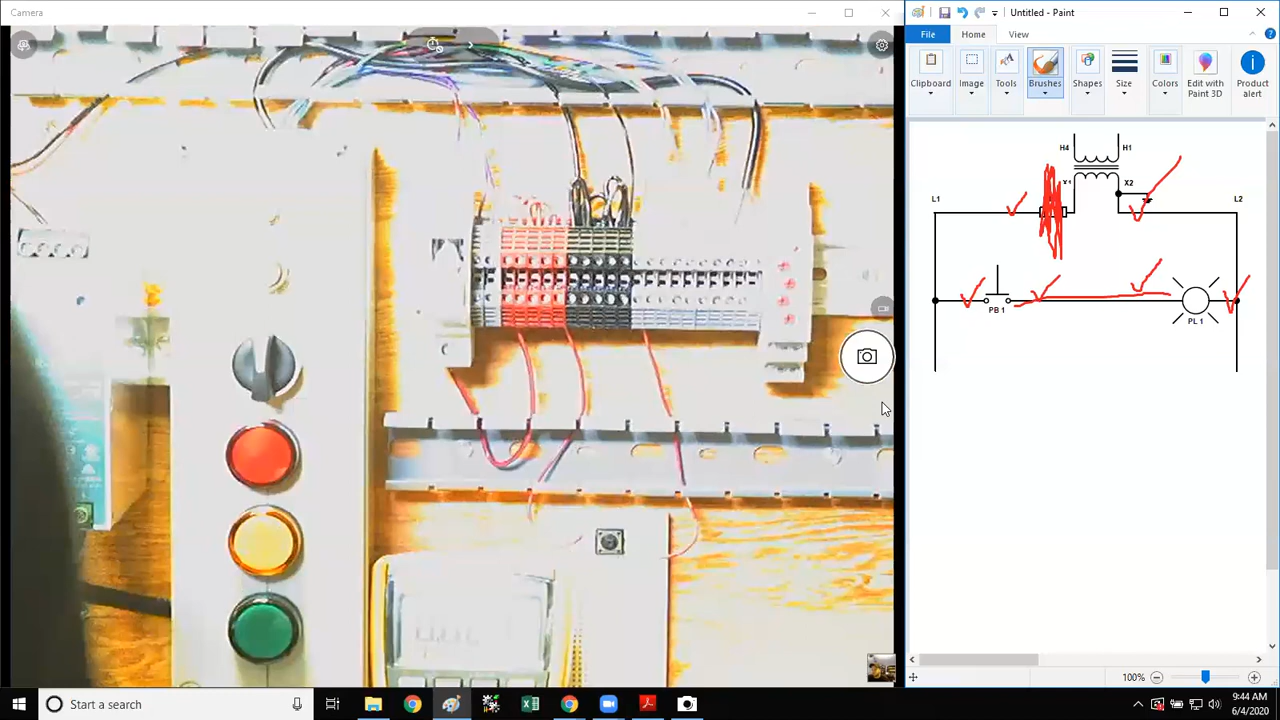 Camera
Untitled - Paint
File Home View
Clipboard
Image
Tools
Brushes
Shapes
Size
Colors
Edit with
Paint 3D
Product
alert
H4 H1
X2
L1 L2
PB 1
PL 1
100%
Start a search
9:44 AM
6/4/2020